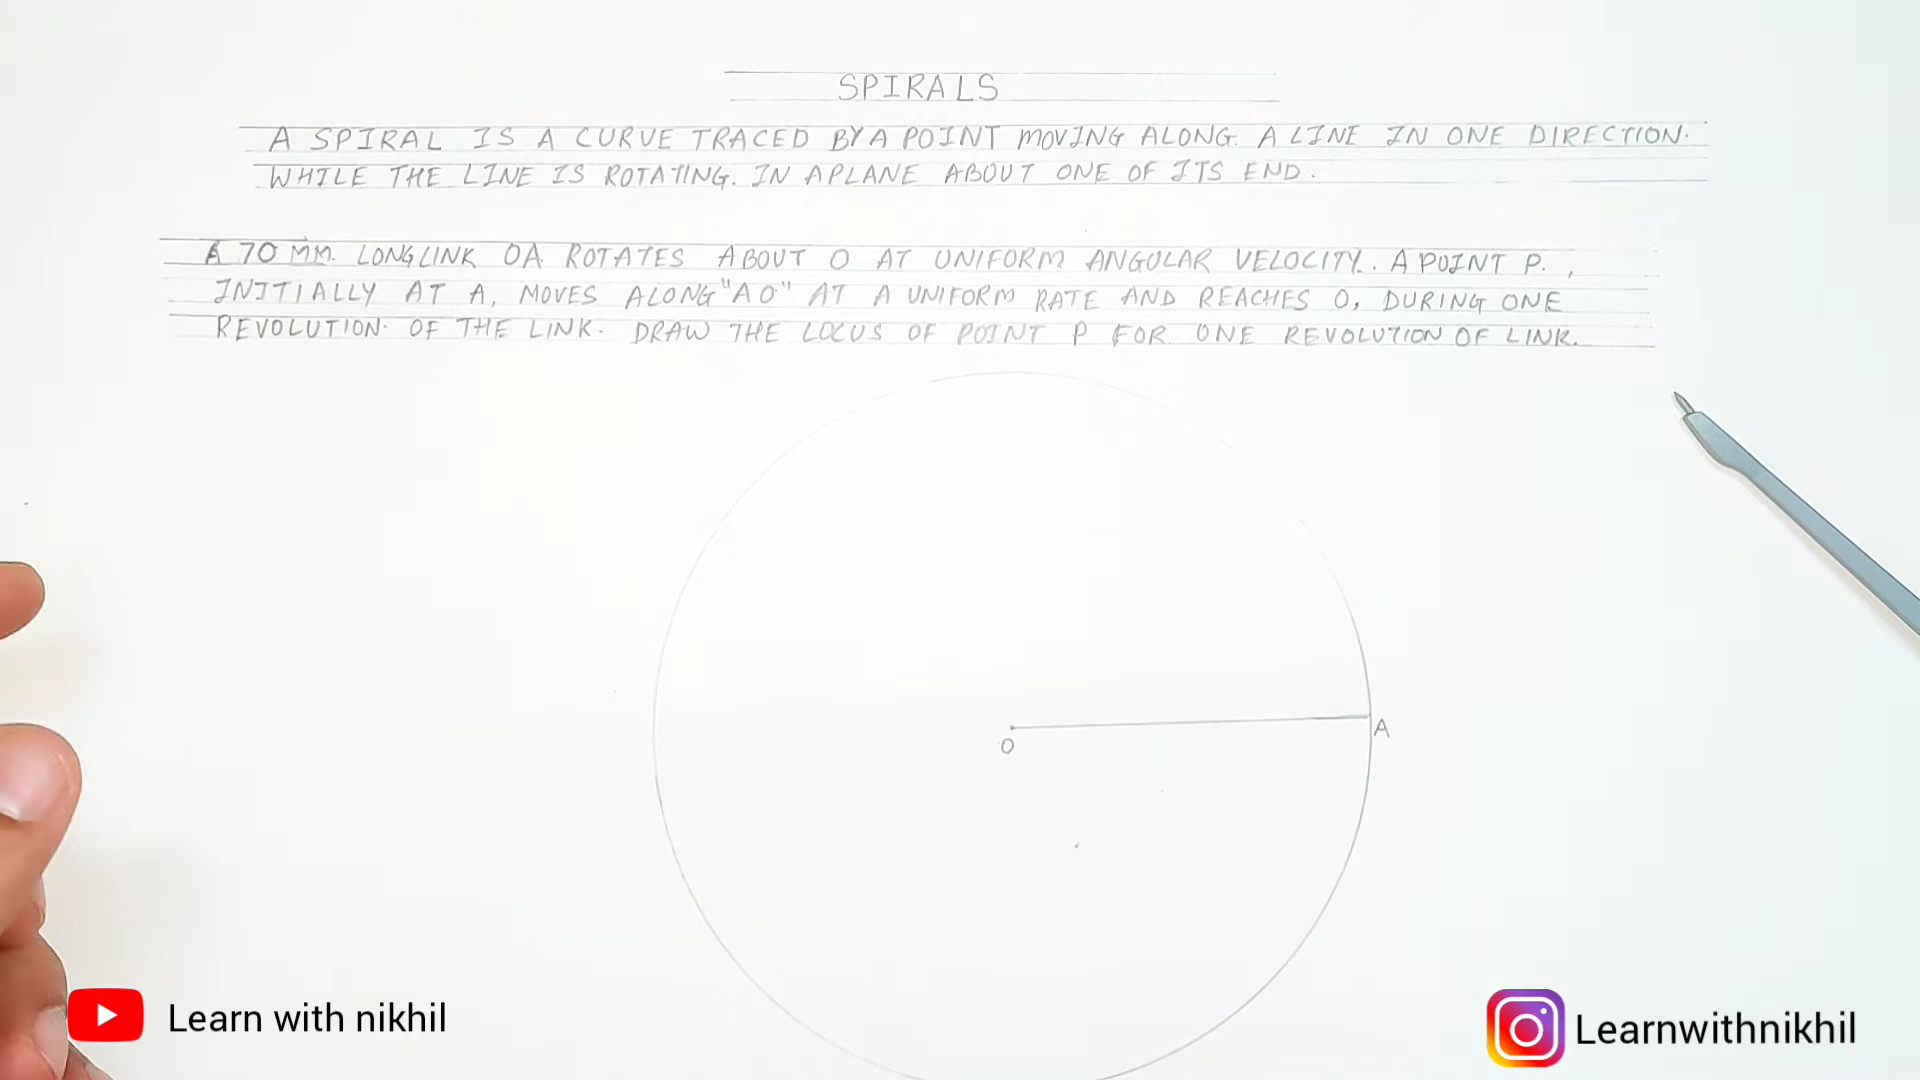 SPIRALS
A SPIRAL IS A CURVE TRACED BY A POINT MOVING ALONG. A LINE IN ONE DIRECTION.
WHILE THE LINE IS ROTATING. IN A PLANE ABOUT ONE OF ITS END.
A 70 MM. LONG LINK OA. ROTATES ABOUT O AT UNIFORM ANGULAR VELOCITY. A POINT P. ,
INITIALLY AT A, MOVES ALONG "AO" AT A UNIFORM RATE AND REACHES O, DURING ONE
REVOLUTION. OF THE LINK. DRAW THE LOCUS OF POINT P FOR ONE REVOLUTION OF LINK.
O
A
Learn with nikhil
Learnwithnikhil